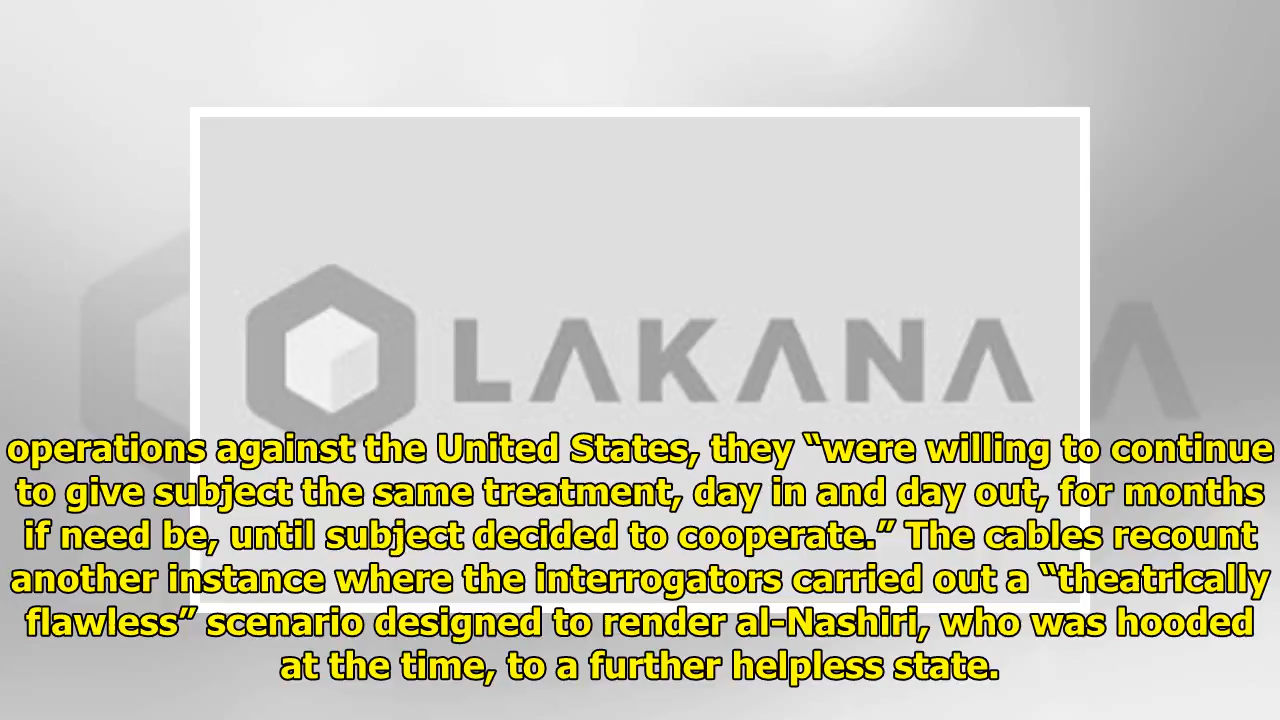 LAKANA
operations against the United States, they “were willing to continue
to give subject the same treatment, day in and day out, for months
if need be, until subject decided to cooperate.” The cables recount
another instance where the interrogators carried out a “theatrically
flawless” scenario designed to render al-Nashiri, who was hooded
at the time, to a further helpless state.